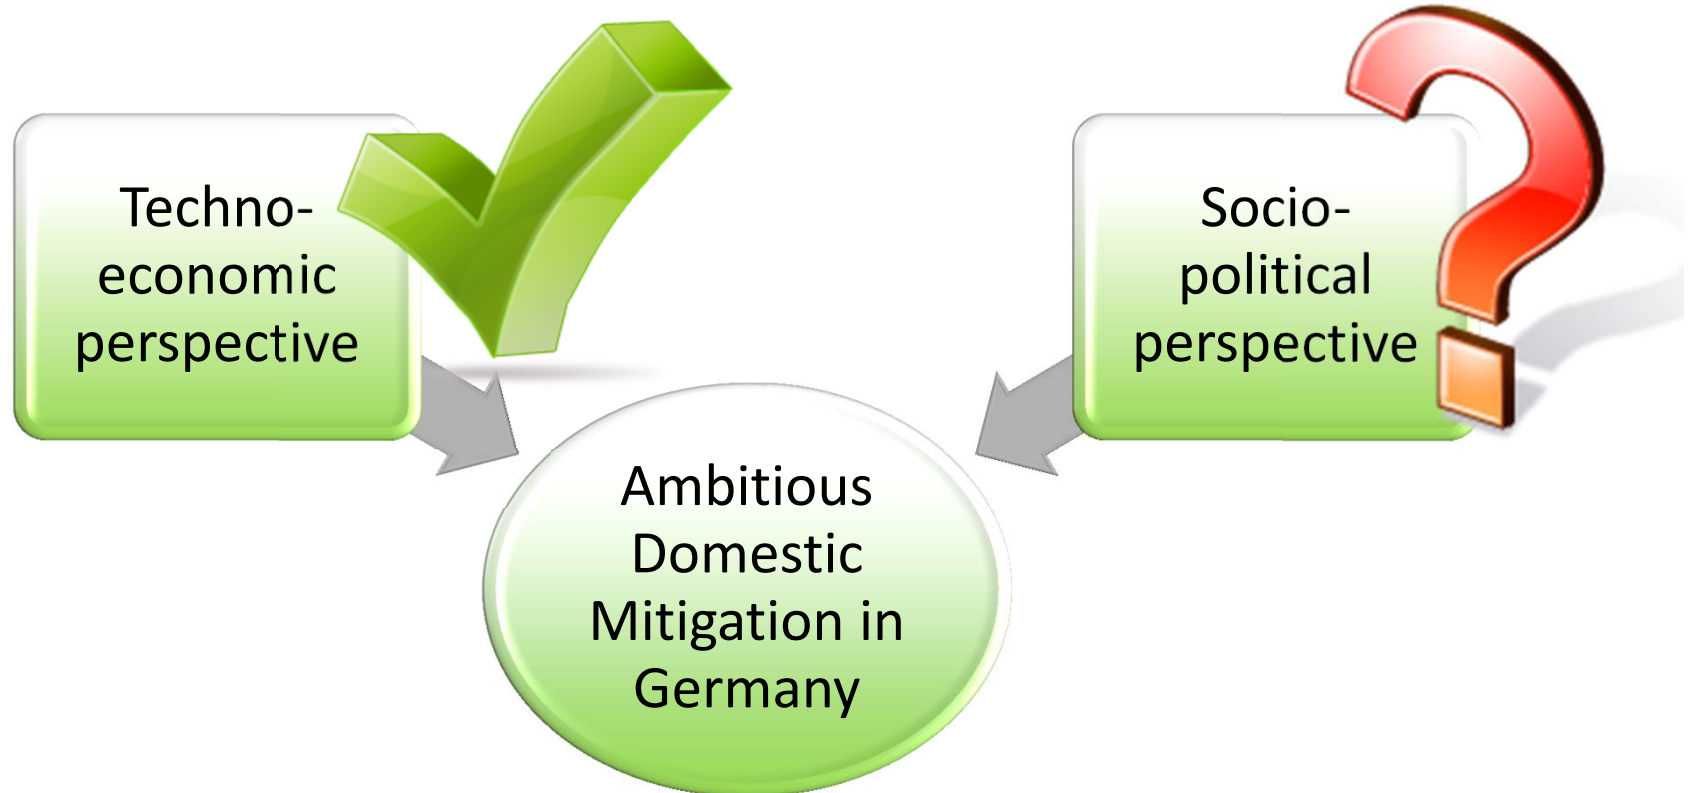 Techno-
economic
perspective
Socio-
political
perspective
Ambitious
Domestic
Mitigation in
Germany